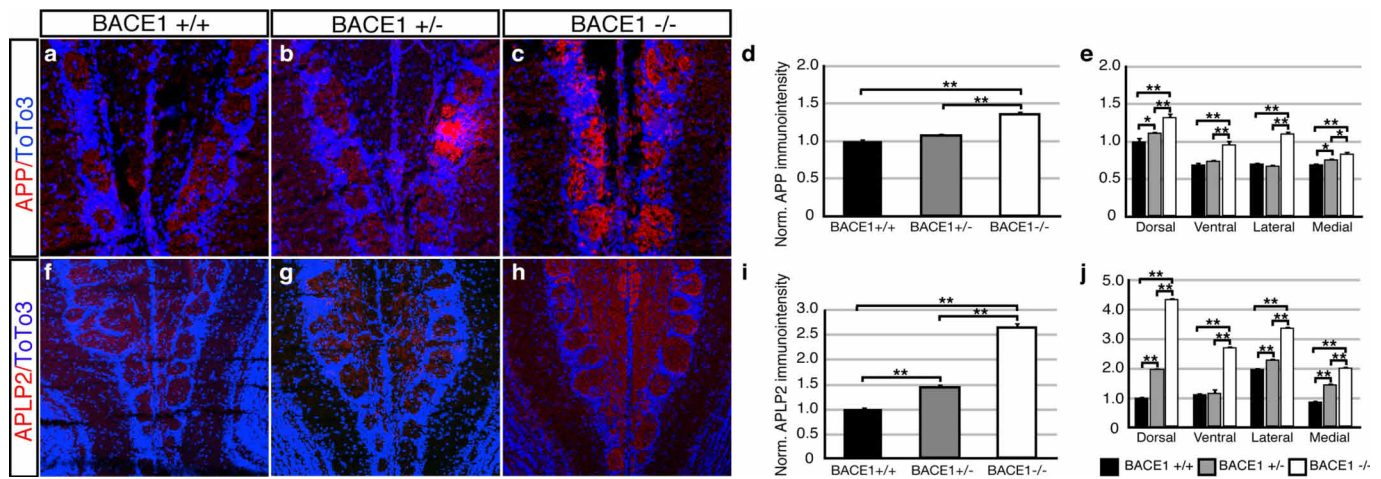 BACE1 +/+
BACE1 +/-
BACE1 -/-
APP/ToTo3
a
b
c
d
Norm. APP immunointensity
2.0
1.5
1.0
0.5
0
**
**
BACE1+/+
BACE1+/-
BACE1-/-
e
2.0
1.5
1.0
0.5
0
**
**
*
**
**
**
**
**
*
*
Dorsal
Ventral
Lateral
Medial
APLP2/ToTo3
f
g
h
i
Norm. APLP2 immunointensity
3.0
2.5
2.0
1.5
1.0
0.5
0
**
**
**
BACE1+/+
BACE1+/-
BACE1-/-
j
5.0
4.0
3.0
2.0
1.0
0
**
**
**
**
**
**
**
**
**
**
**
Dorsal
Ventral
Lateral
Medial
BACE1 +/+
BACE1 +/-
BACE1 -/-